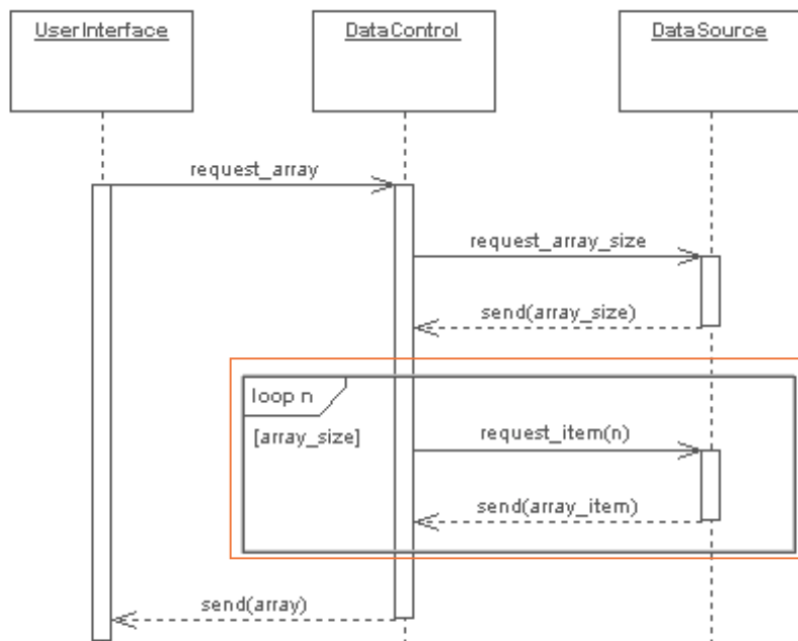 UserInterface
DataControl
DataSource
request_array
request_array_size
send(array_size)
loop n
[array_size]
request_item(n)
send(array_item)
send(array)